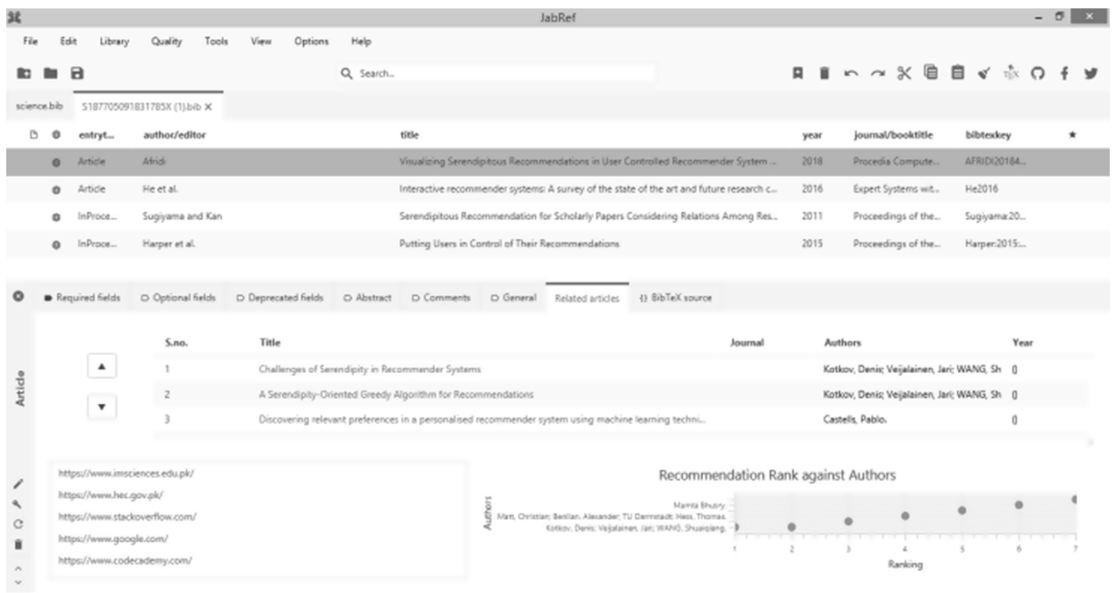 JabRef
File Edit Library Quality Tools View Options Help
Search...
science.bib S187705091831785X (1).bib
entryt... author/editor title year journal/booktitle bibtexkey
Article Afridi Visualizing Serendipitous Recommendations in User Controlled Recommender System ... 2018 Procedia Compute... AFRIDI20184...
Article He et al. Interactive recommender systems: A survey of the state of the art and future research c... 2016 Expert Systems wit... He2016
InProce... Sugiyama and Kan Serendipitous Recommendation for Scholarly Papers Considering Relations Among Res... 2011 Proceedings of the... Sugiyama:20...
InProce... Harper et al. Putting Users in Control of Their Recommendations 2015 Proceedings of the... Harper:2015:...
Required fields Optional fields Deprecated fields Abstract Comments General Related articles {} BibTeX source
Article
S.no. Title Journal Authors Year
1 Challenges of Serendipity in Recommender Systems Kotkov, Denis; Veijalainen, Jari; WANG, Sh 0
2 A Serendipity-Oriented Greedy Algorithm for Recommendations Kotkov, Denis; Veijalainen, Jari; WANG, Sh 0
3 Discovering relevant preferences in a personalised recommender system using machine learning techni... Castells, Pablo. 0
https://www.imsciences.edu.pk/
https://www.hec.gov.pk/
https://www.stackoverflow.com/
https://www.google.com/
https://www.codecademy.com/
Recommendation Rank against Authors
Authors
Mamta Bhusry.
Matt, Christian; Benlian, Alexander; TU Darmstadt; Hess, Thomas.
Kotkov, Denis; Veijalainen, Jari; WANG, Shuaiqiang.
1 2 3 4 5 6 7
Ranking